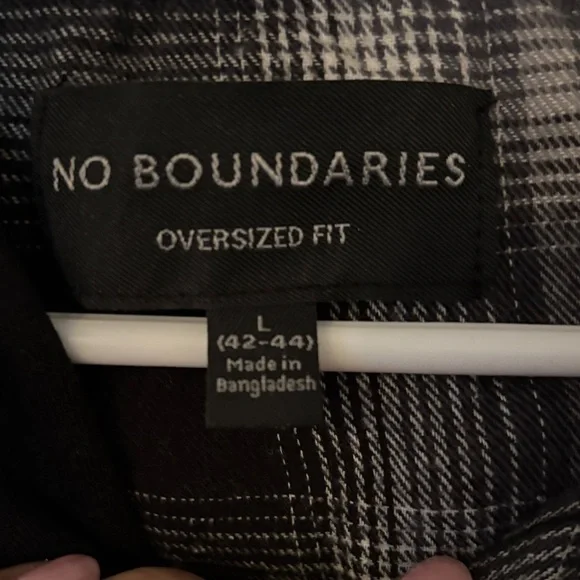 NO BOUNDARIES
OVERSIZED FIT
L
(42-44)
Made in
Bangladesh